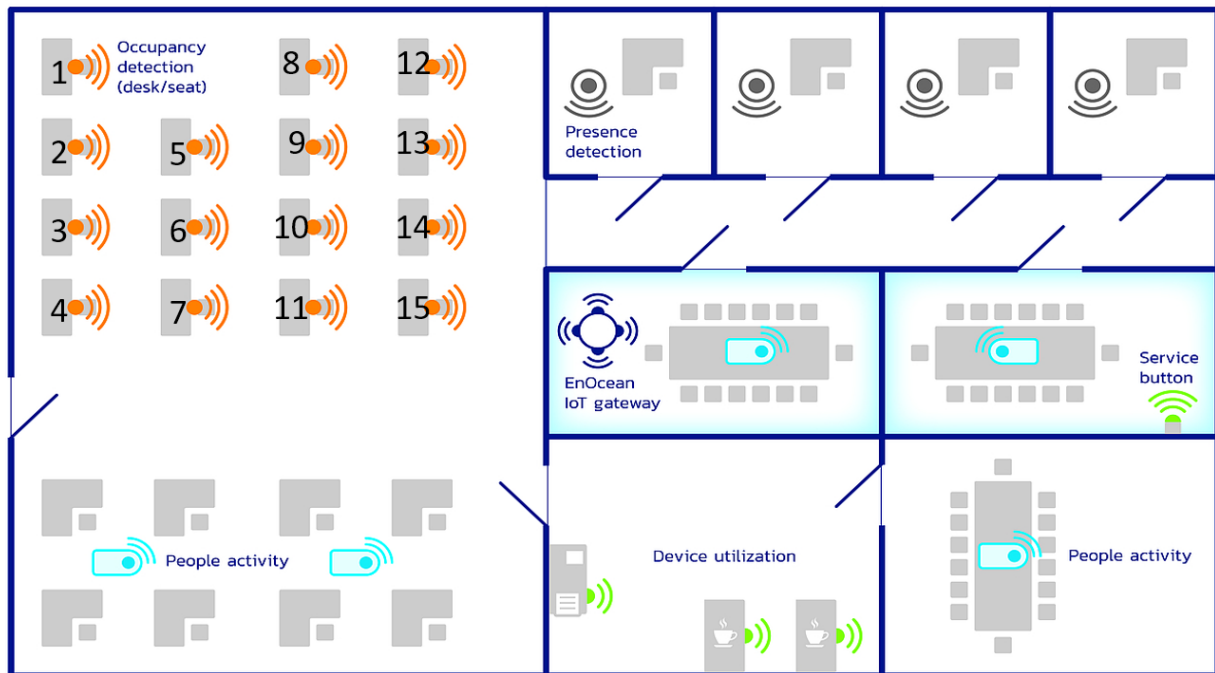 1
Occupancy
detection
(desk/seat)
8
12
2
5
9
13
3
6
10
14
4
7
11
15
Presence
detection
EnOcean
IoT gateway
Service
button
People activity
Device utilization
People activity